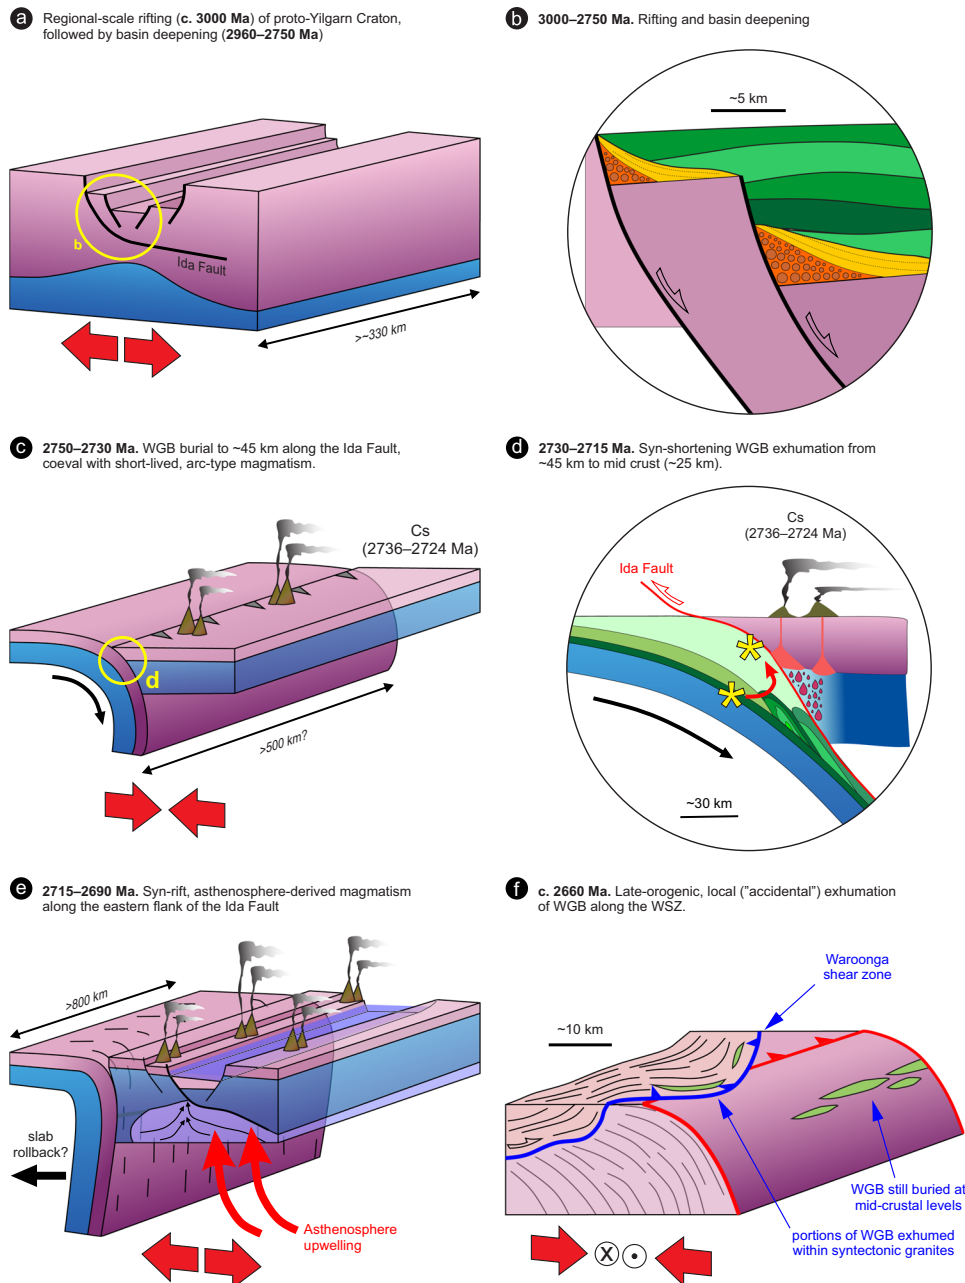 a Regional-scale rifting (c. 3000 Ma) of proto-Yilgarn Craton,
followed by basin deepening (2960–2750 Ma)
b
Ida Fault
>~330 km
b 3000–2750 Ma. Rifting and basin deepening
~5 km
c 2750–2730 Ma. WGB burial to ~45 km along the Ida Fault,
coeval with short-lived, arc-type magmatism.
Cs
(2736–2724 Ma)
d
>500 km?
d 2730–2715 Ma. Syn-shortening WGB exhumation from
~45 km to mid crust (~25 km).
Cs
(2736–2724 Ma)
Ida Fault
~30 km
e 2715–2690 Ma. Syn-rift, asthenosphere-derived magmatism
along the eastern flank of the Ida Fault
>800 km
slab
rollback?
Asthenosphere
upwelling
f c. 2660 Ma. Late-orogenic, local ("accidental") exhumation
of WGB along the WSZ.
Waroonga
shear zone
~10 km
WGB still buried at
mid-crustal levels
portions of WGB exhumed
within syntectonic granites
X